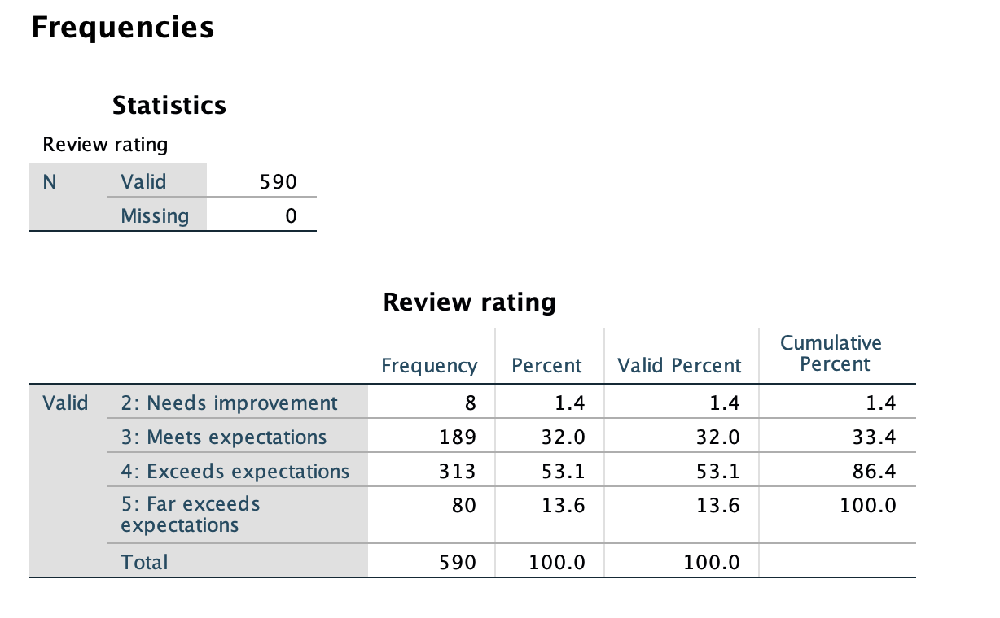 Frequencies
Statistics
Review rating
N Valid 590
Missing 0
Review rating
Frequency Percent Valid Percent Cumulative Percent
Valid 2: Needs improvement 8 1.4 1.4 1.4
3: Meets expectations 189 32.0 32.0 33.4
4: Exceeds expectations 313 53.1 53.1 86.4
5: Far exceeds expectations 80 13.6 13.6 100.0
Total 590 100.0 100.0